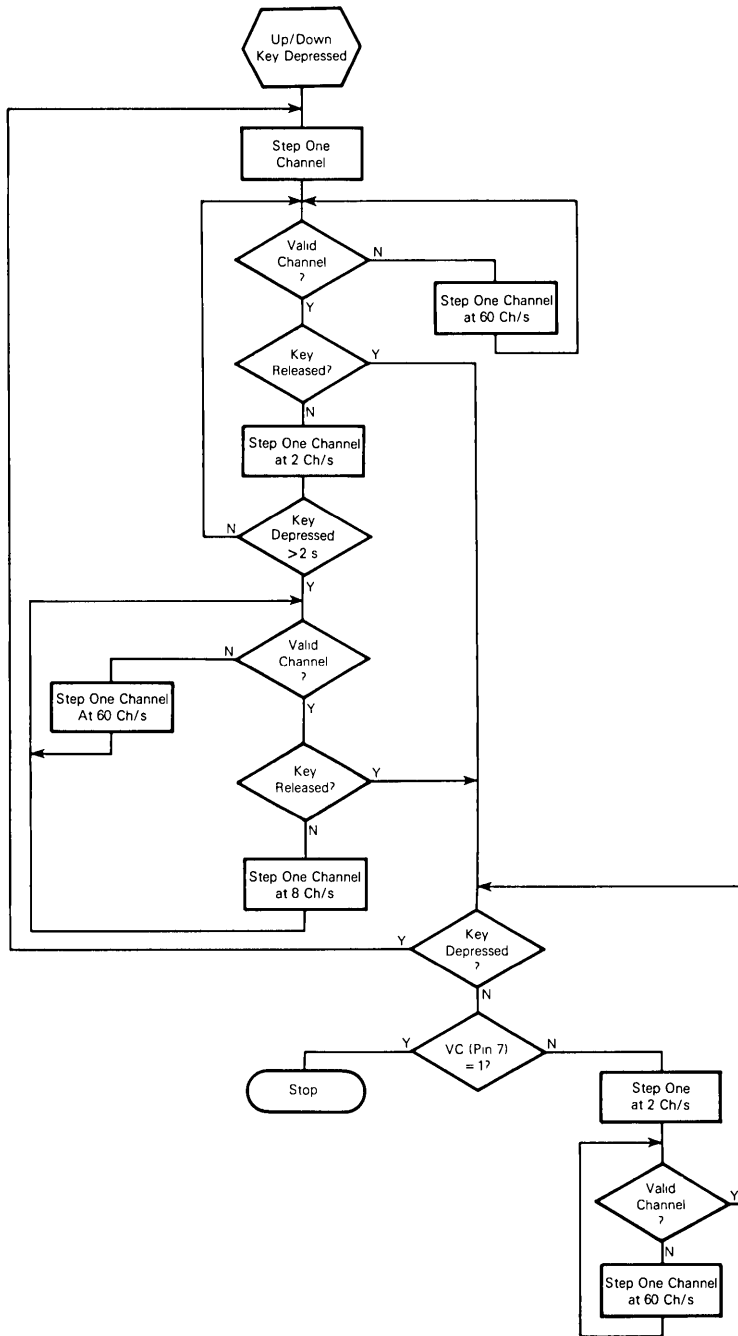 Up/Down
Key Depressed
Step One
Channel
Valid
Channel
?
N
Y
Step One Channel
at 60 Ch/s
Key
Released?
Y
N
Step One Channel
at 2 Ch/s
Key
Depressed
>2 s
N
Y
Valid
Channel
?
N
Y
Step One Channel
At 60 Ch/s
Key
Released?
Y
N
Step One Channel
at 8 Ch/s
Key
Depressed
?
Y
N
VC (Pin 7)
= 1?
Y
N
Stop
Step One
at 2 Ch/s
Valid
Channel
?
Y
N
Step One Channel
at 60 Ch/s